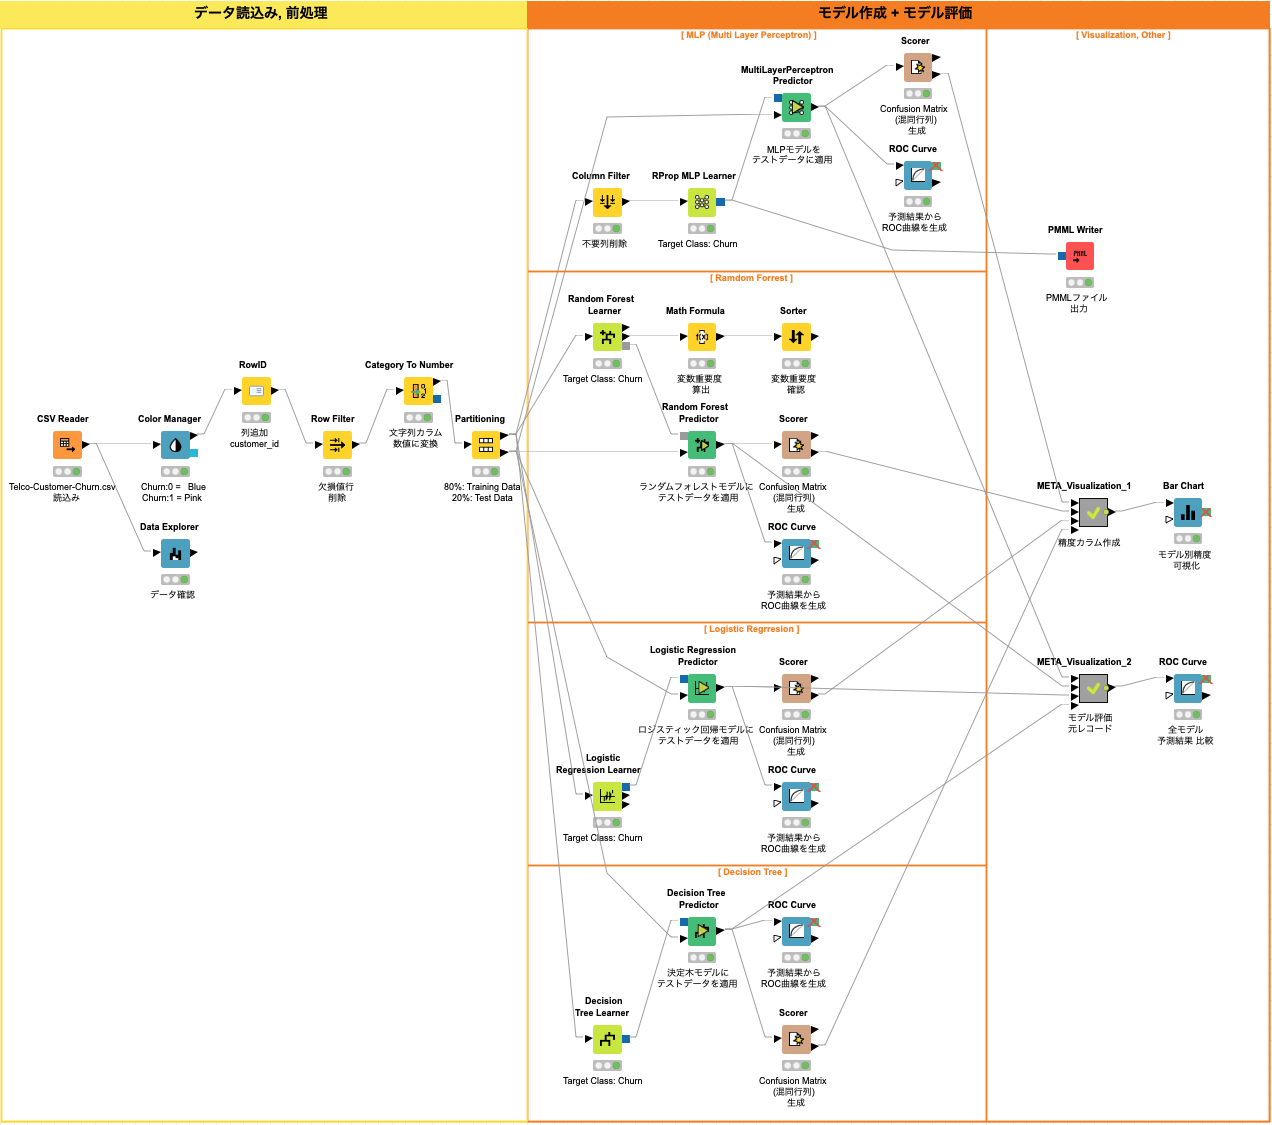 データ読込み, 前処理
CSV Reader
Telco-Customer-Churn.csv
読込み
Color Manager
Churn:0 = Blue
Churn:1 = Pink
Data Explorer
データ確認
RowID
列追加
customer_id
Row Filter
欠損値行
削除
Category To Number
文字列カラム
数値に変換
Partitioning
80%: Training Data
20%: Test Data
モデル作成 + モデル評価
[ MLP (Multi Layer Perceptron) ]
Column Filter
不要列削除
RProp MLP Learner
Target Class: Churn
MultiLayerPerceptron
Predictor
MLPモデルを
テストデータに適用
Scorer
Confusion Matrix
(混同行列)
生成
ROC Curve
予測結果から
ROC曲線を生成
[ Ramdom Forrest ]
Random Forest
Learner
Target Class: Churn
Math Formula
f(x)
変数重要度
算出
Sorter
変数重要度
確認
Random Forest
Predictor
ランダムフォレストモデルに
テストデータを適用
Scorer
Confusion Matrix
(混同行列)
生成
ROC Curve
予測結果から
ROC曲線を生成
[ Logistic Regrresion ]
Logistic Regression
Predictor
ロジスティック回帰モデルに
テストデータを適用
Scorer
Confusion Matrix
(混同行列)
生成
Logistic
Regression Learner
Target Class: Churn
ROC Curve
予測結果から
ROC曲線を生成
[ Decision Tree ]
Decision Tree
Predictor
決定木モデルに
テストデータを適用
ROC Curve
予測結果から
ROC曲線を生成
Decision
Tree Learner
Target Class: Churn
Scorer
Confusion Matrix
(混同行列)
生成
[ Visualization, Other ]
PMML Writer
PMML
PMMLファイル
出力
META_Visualization_1
精度カラム作成
Bar Chart
モデル別精度
可視化
META_Visualization_2
モデル評価
元レコード
ROC Curve
全モデル
予測結果 比較